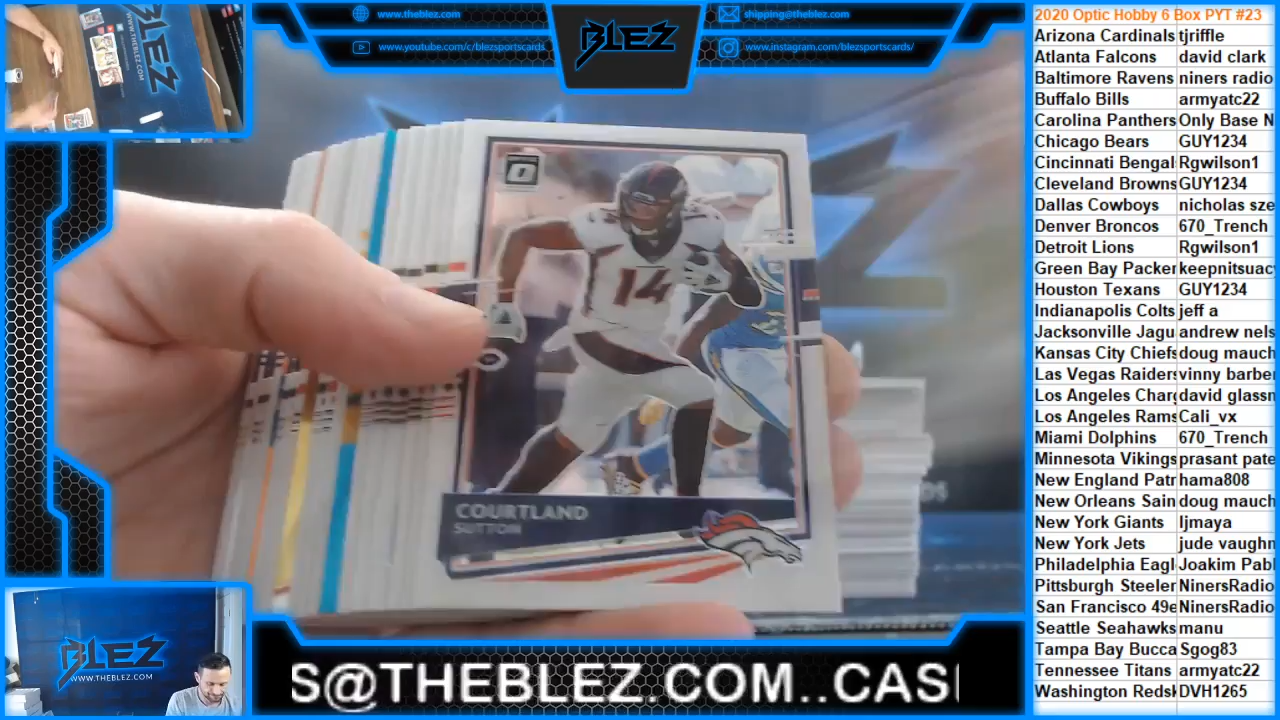 www.theblez.com
shipping@theblez.com
www.youtube.com/c/blezsportscards
www.instagram.com/blezsportscards/
BLEZ
2020 Optic Hobby 6 Box PYT #23
Arizona Cardinals tjriffle
Atlanta Falcons david clark
Baltimore Ravens niners radio
Buffalo Bills armyatc22
Carolina Panthers Only Base N
Chicago Bears GUY1234
Cincinnati Bengal Rgwilson1
Cleveland Browns GUY1234
Dallas Cowboys nicholas sze
Denver Broncos 670_Trench
Detroit Lions Rgwilson1
Green Bay Packer keepnitsuac
Houston Texans GUY1234
Indianapolis Colts jeff a
Jacksonville Jagu andrew nels
Kansas City Chiefs doug mauch
Las Vegas Raiders vinny barber
Los Angeles Charg david glassn
Los Angeles Rams Cali_vx
Miami Dolphins 670_Trench
Minnesota Vikings prasant pate
New England Patr hama808
New Orleans Sain doug mauch
New York Giants ljmaya
New York Jets jude vaughn
Philadelphia Eagl Joakim Pabl
Pittsburgh Steeler NinersRadio
San Francisco 49e NinersRadio
Seattle Seahawks manu
Tampa Bay Bucca Sgog83
Tennessee Titans armyatc22
Washington Redsk DVH1265
14
COURTLAND
SUTTON
BLEZ
WWW.THEBLEZ.COM
S@THEBLEZ.COM..CASI